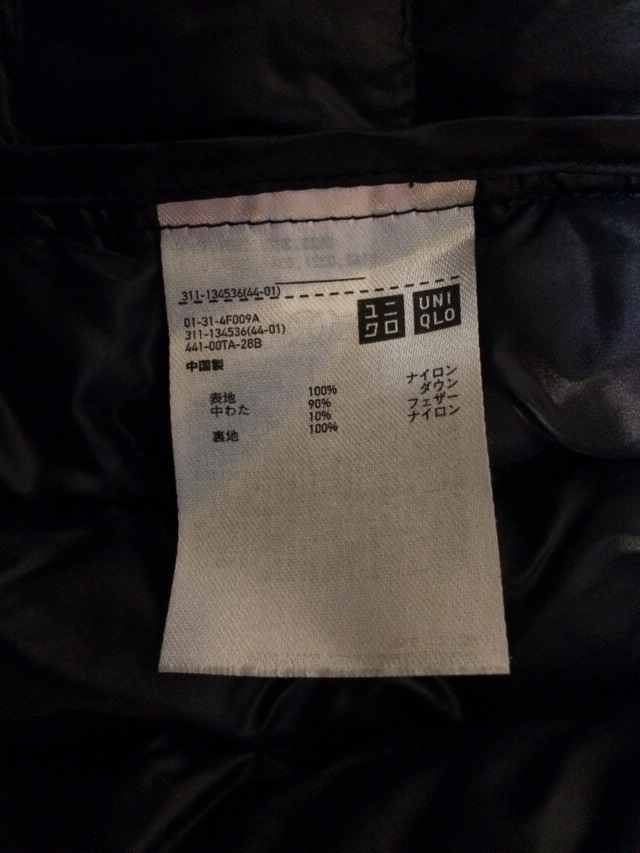 311-134536(44-01)
ユニ
クロ
UNI
QLO
01-31-4F009A
311-134536(44-01)
441-00TA-28B
中国製
表地 100% ナイロン
中わた 90% ダウン
10% フェザー
裏地 100% ナイロン